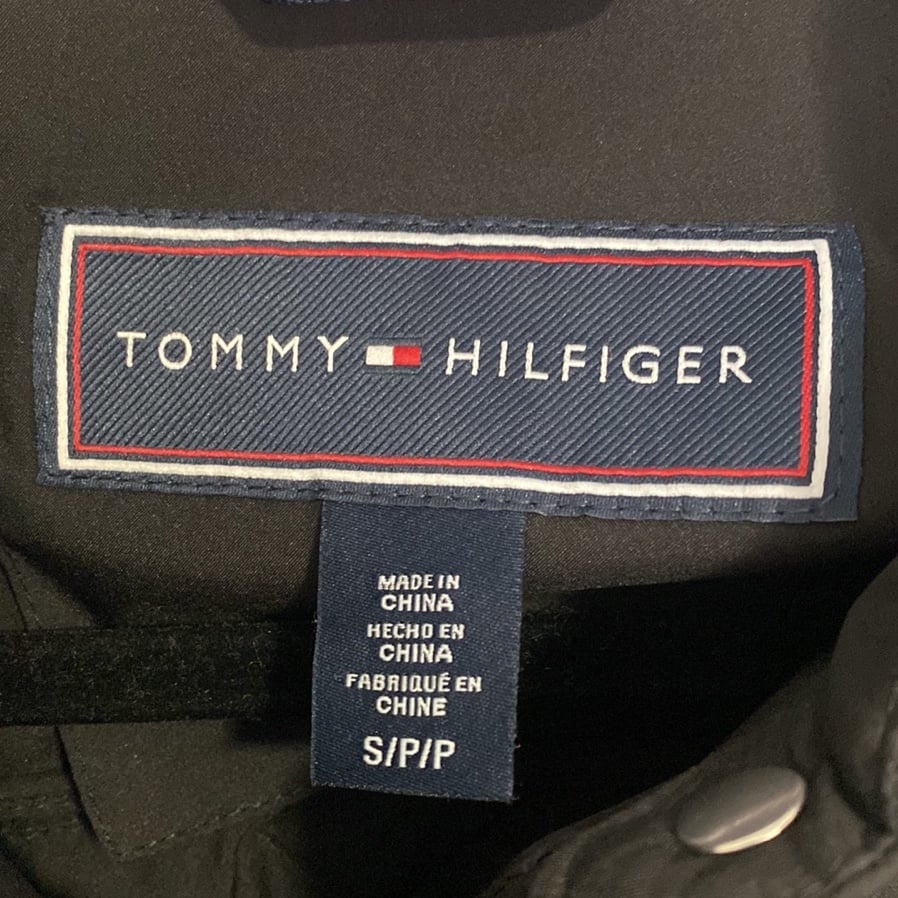 TOMMY HILFIGER
MADE IN
CHINA
HECHO EN
CHINA
FABRIQUÉ EN
CHINE
S/P/P